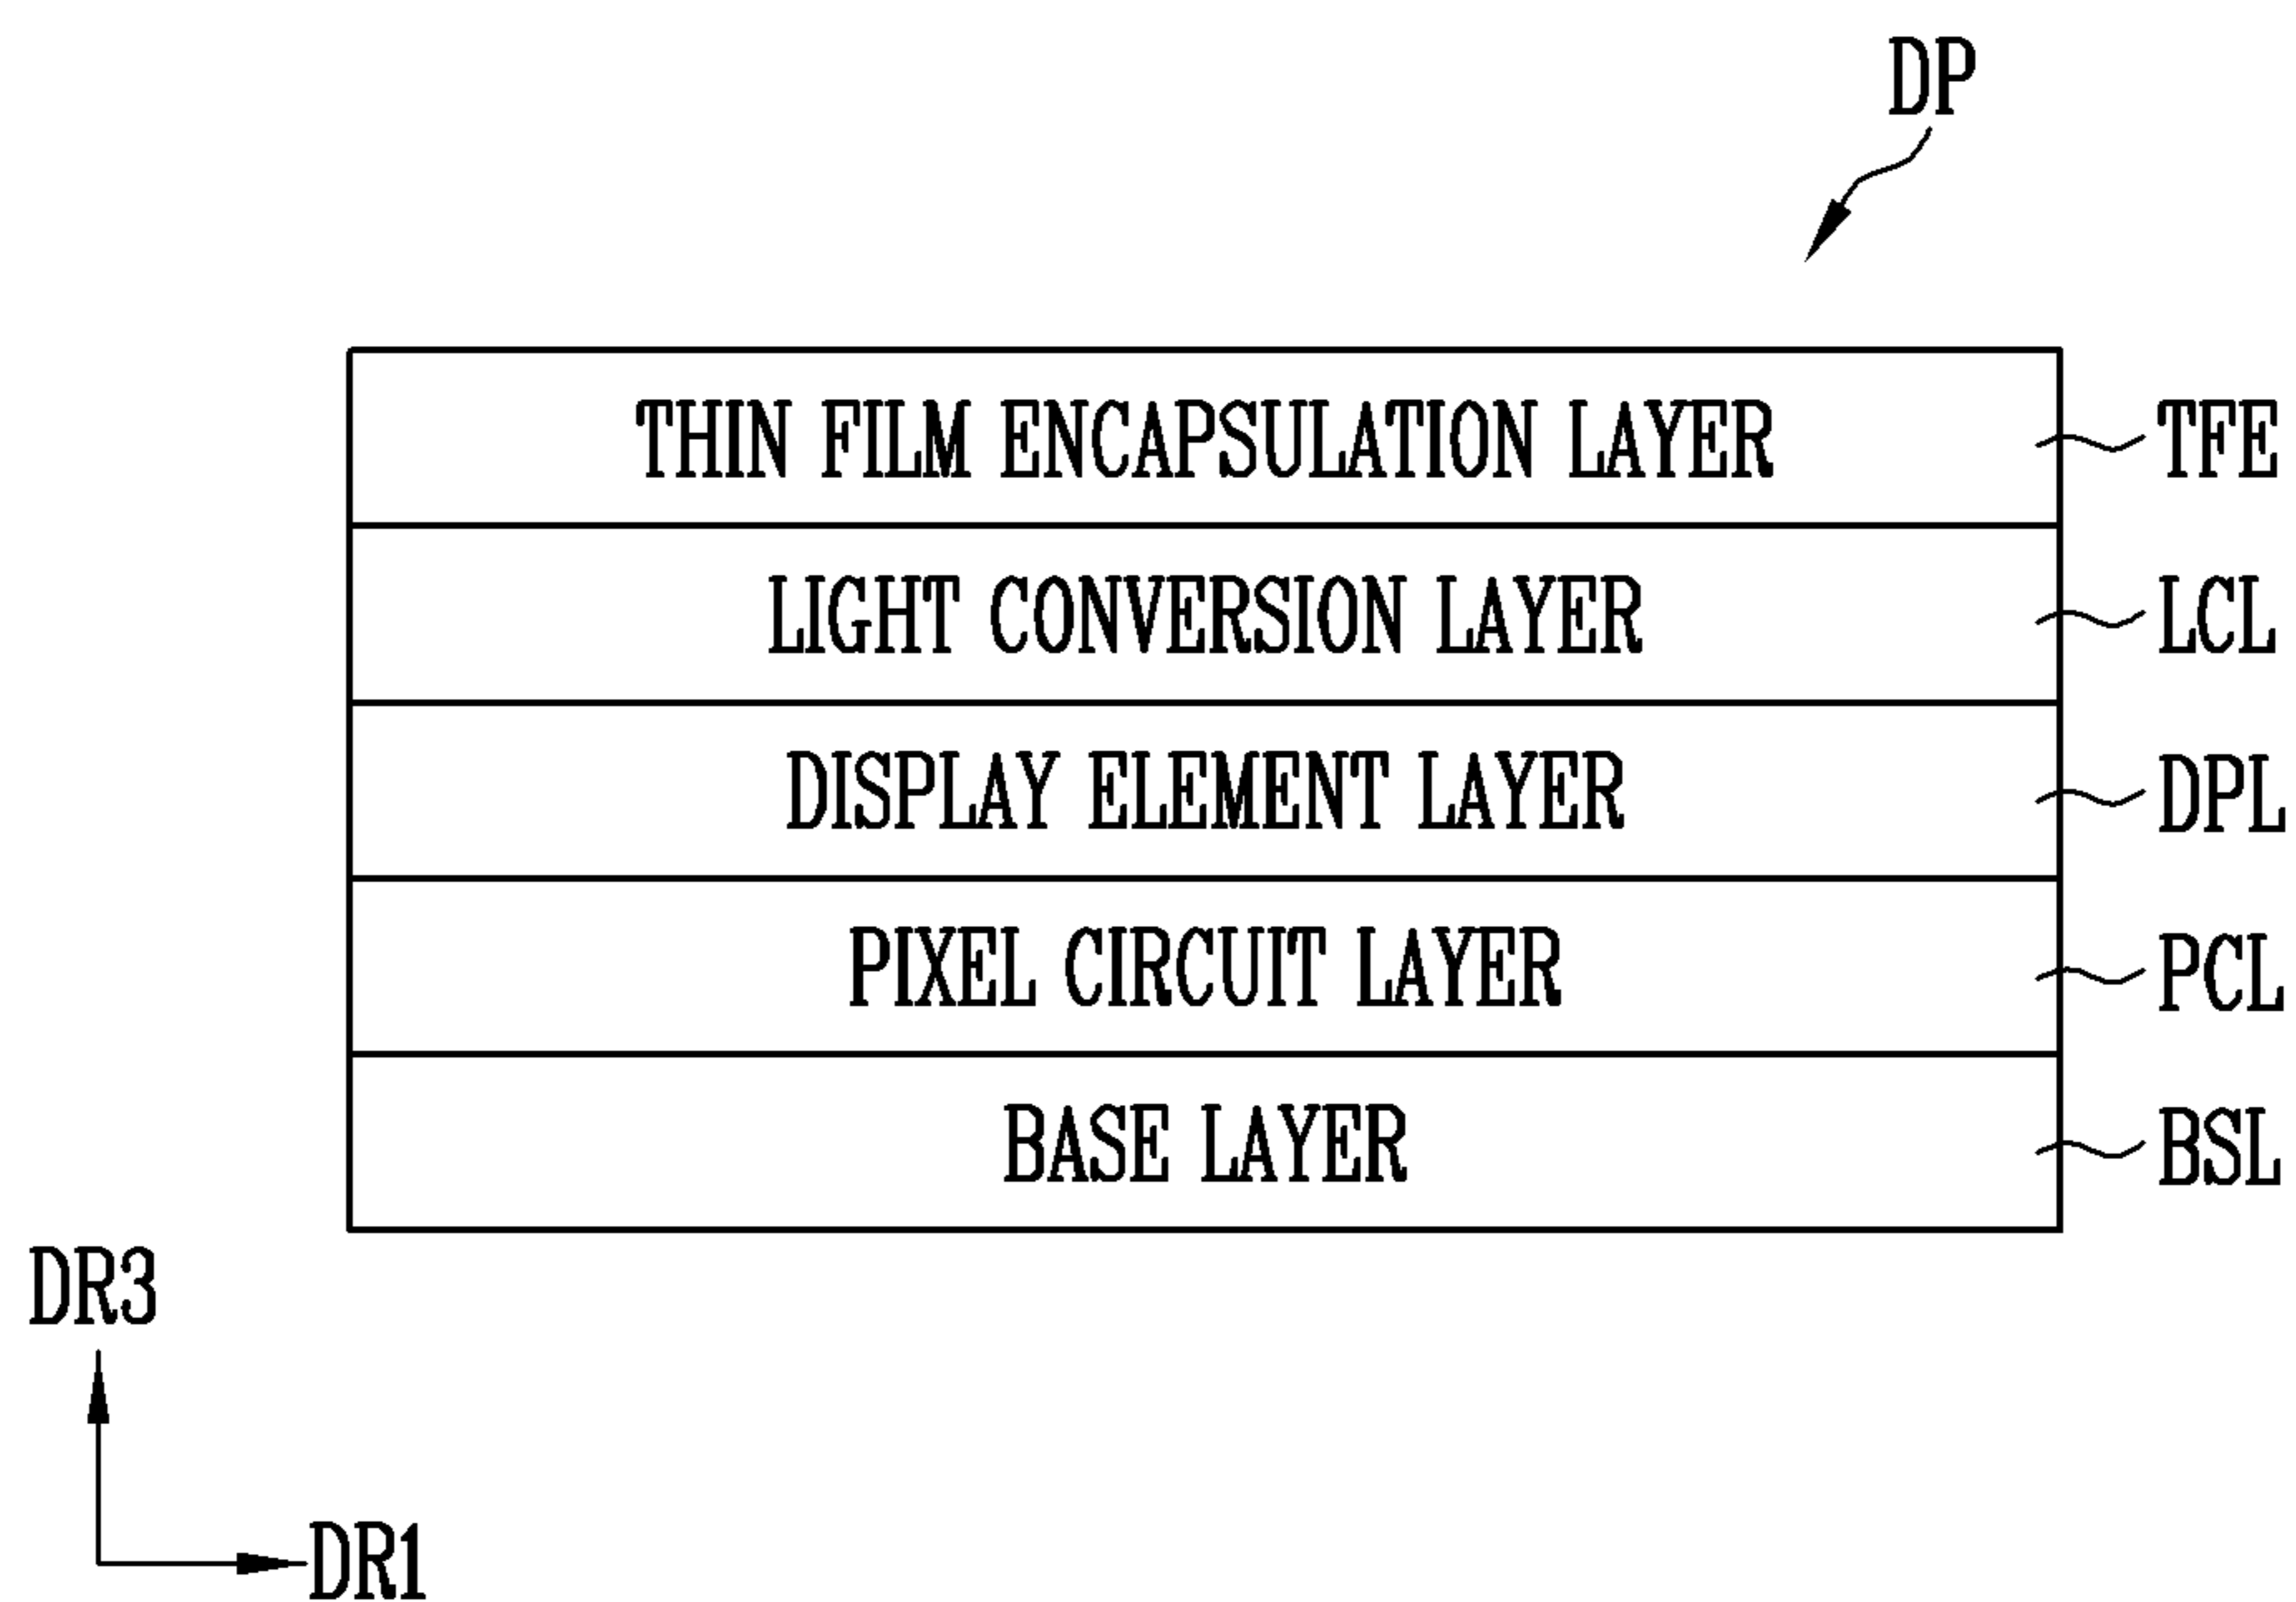 DP
THIN FILM ENCAPSULATION LAYER TFE
LIGHT CONVERSION LAYER LCL
DISPLAY ELEMENT LAYER DPL
PIXEL CIRCUIT LAYER PCL
BASE LAYER BSL
DR3
DR1